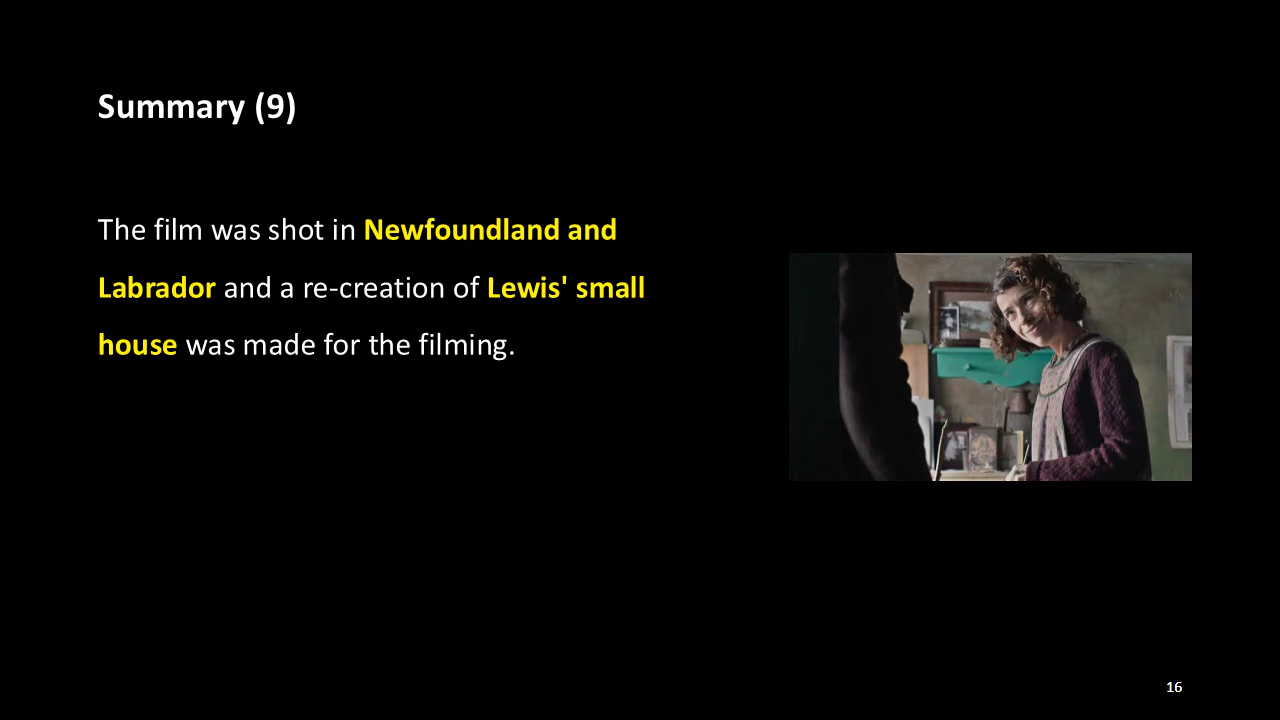 Summary (9)
The film was shot in Newfoundland and
Labrador and a re-creation of Lewis' small
house was made for the filming.
16